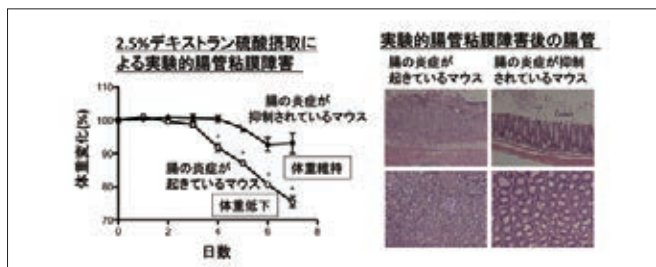 2.5%デキストラン硫酸摂取に
よる実験的腸管粘膜障害
体重変化(%)
110
100
90
80
70
0
2
4
6
8
日数
腸の炎症が
抑制されているマウス
体重維持
腸の炎症が
起きているマウス
体重低下
実験的腸管粘膜障害後の腸管
腸の炎症が
起きているマウス
腸の炎症が抑制
されているマウス